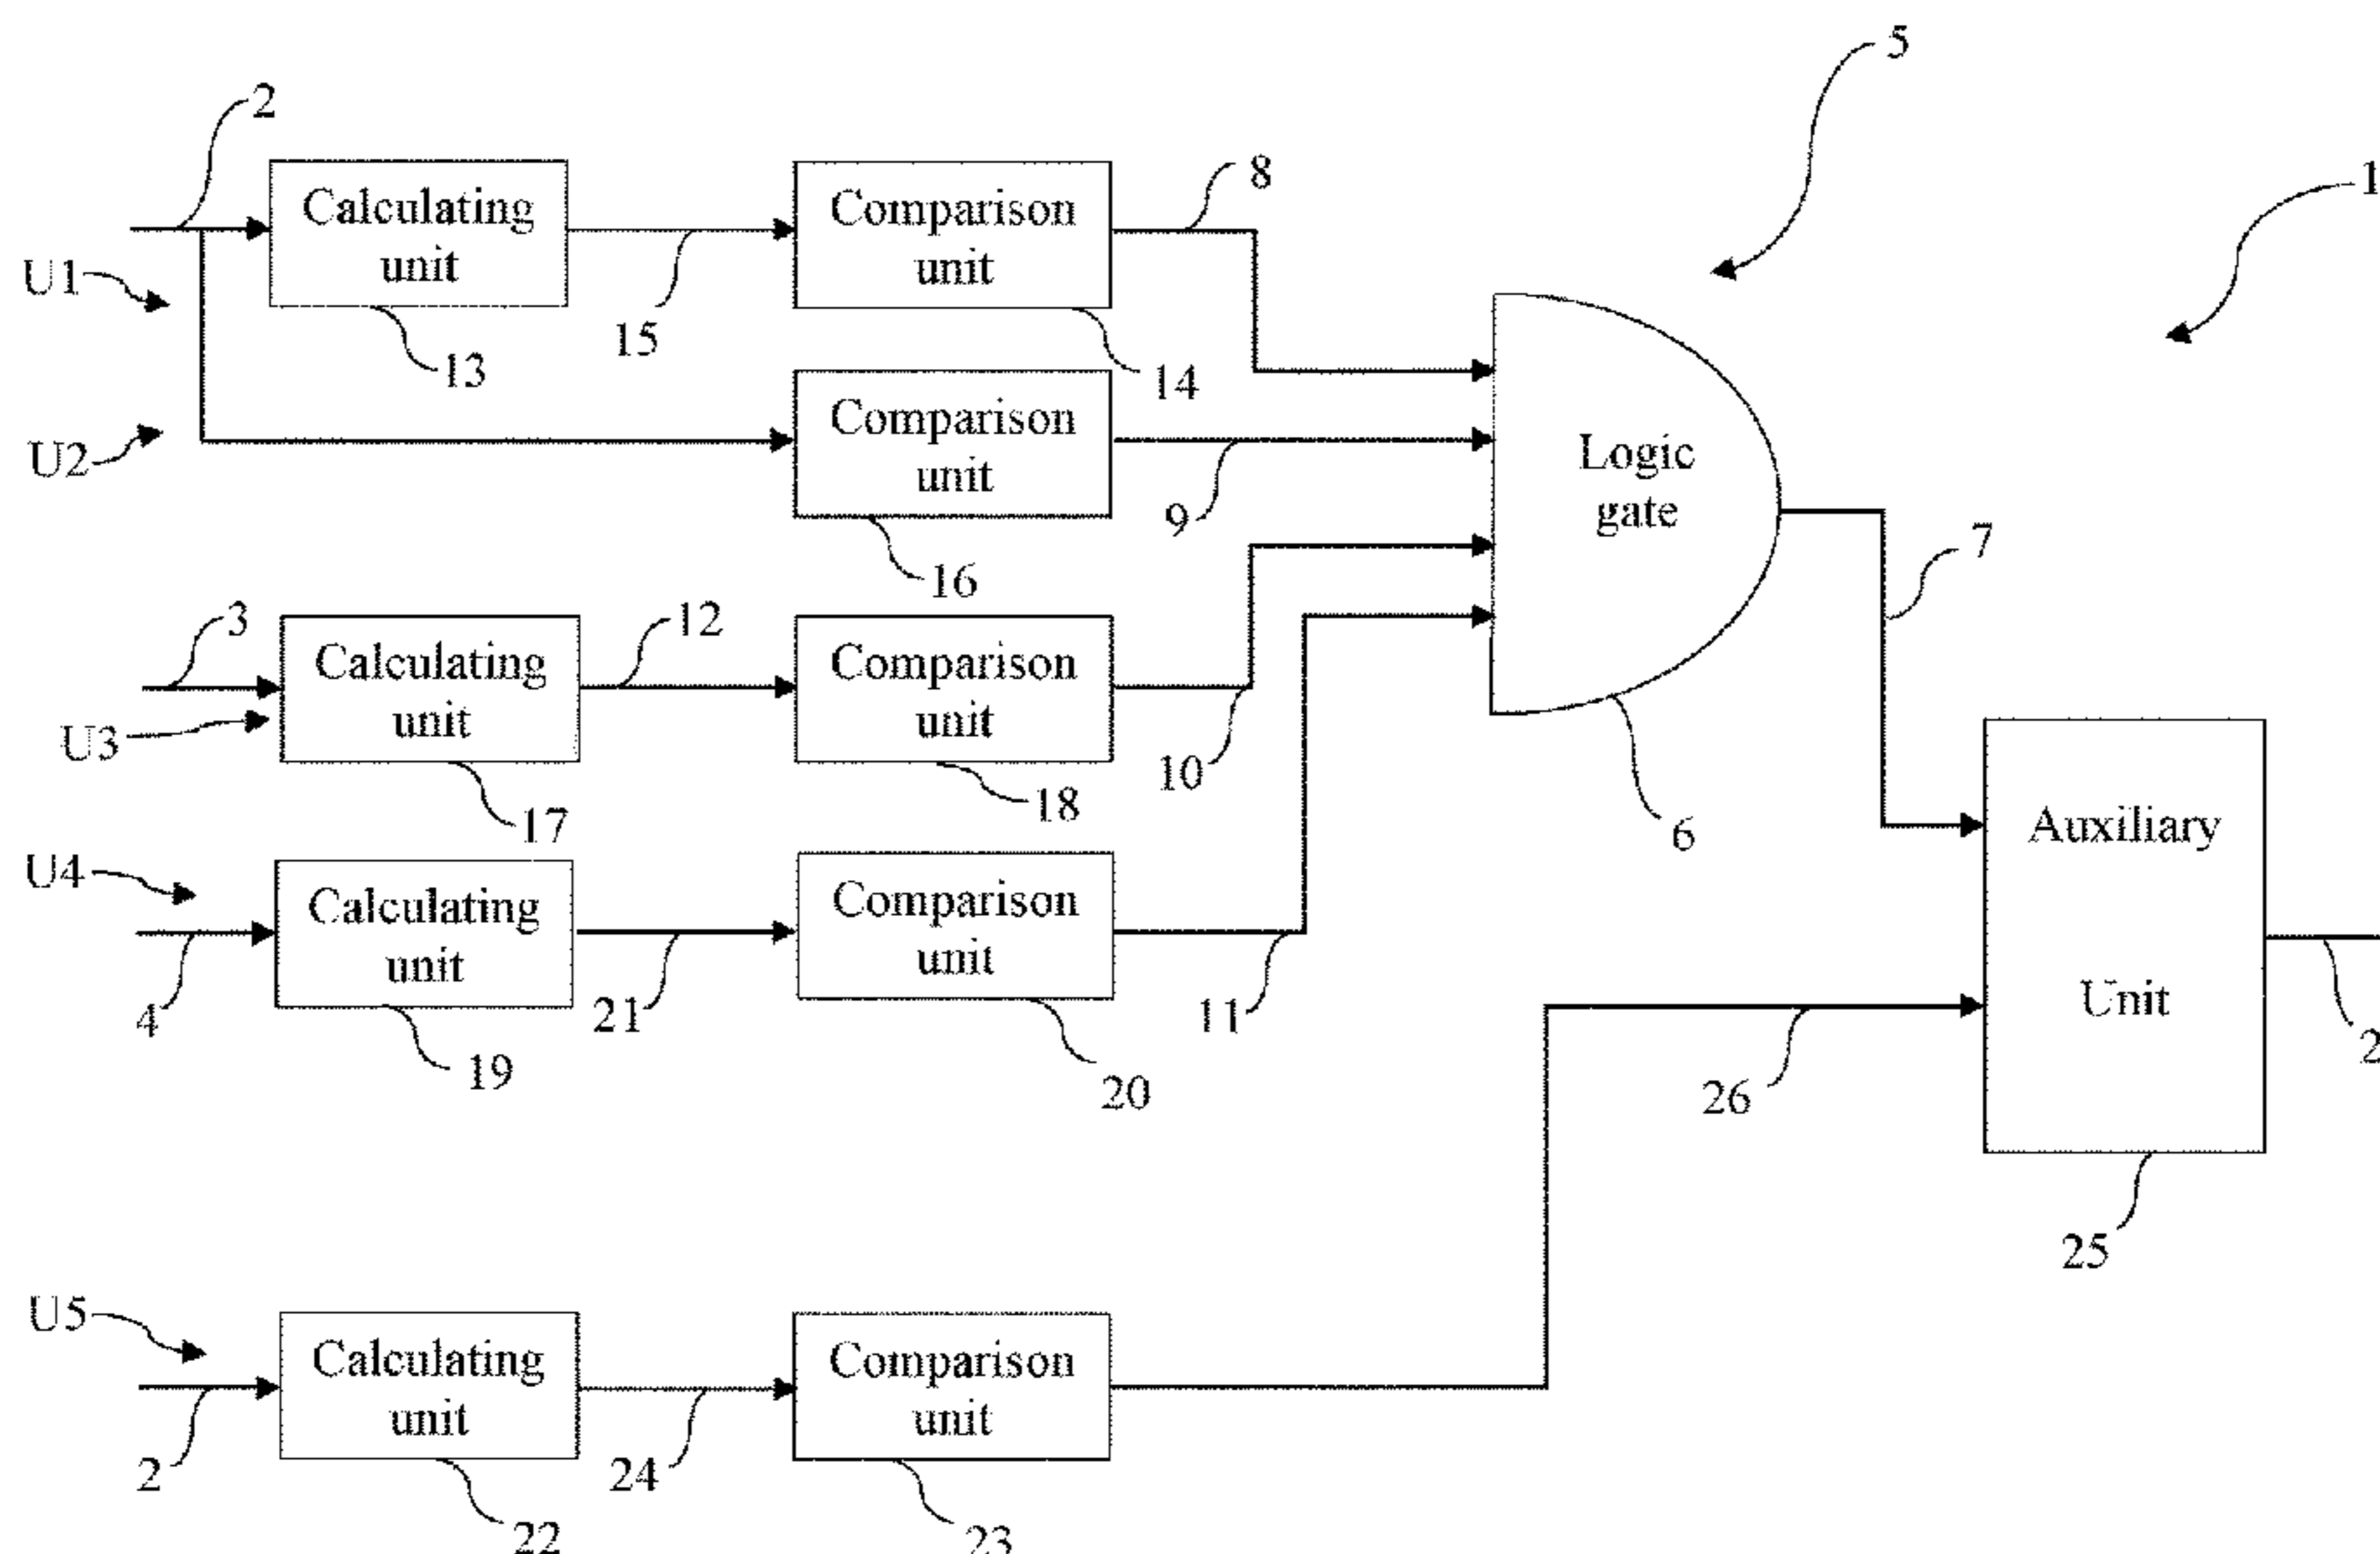 5
2
1
Calculating
unit
Comparison
unit
8
U1
15
13
14
Comparison
unit
U2
Logic
gate
9
16
7
3
12
Calculating
unit
Comparison
unit
U3
10
17
18
6
Auxiliary
Unit
U4
Calculating
unit
Comparison
unit
4
21
11
19
20
26
2
25
U5
Calculating
unit
Comparison
unit
2
24
22
23